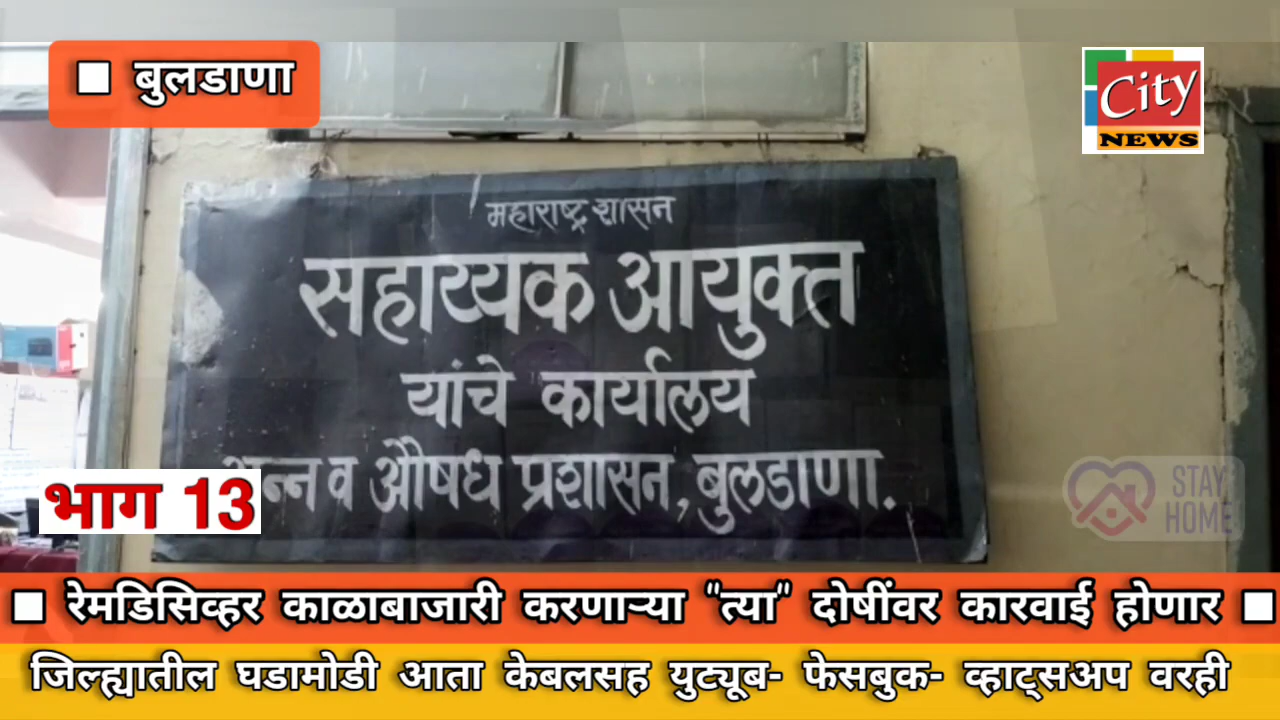 ■ बुलडाणा
City
NEWS
महाराष्ट्र शासन
सहाय्यक आयुक्त
यांचे कार्यालय
अन्न व औषध प्रशासन, बुलडाणा.
भाग 13
STAY
HOME
■ रेमडिसिव्हर काळाबाजारी करणाऱ्या "त्या" दोषींवर कारवाई होणार ■
जिल्ह्यातील घडामोडी आता केबलसह युट्यूब- फेसबुक- व्हाट्सअप वरही